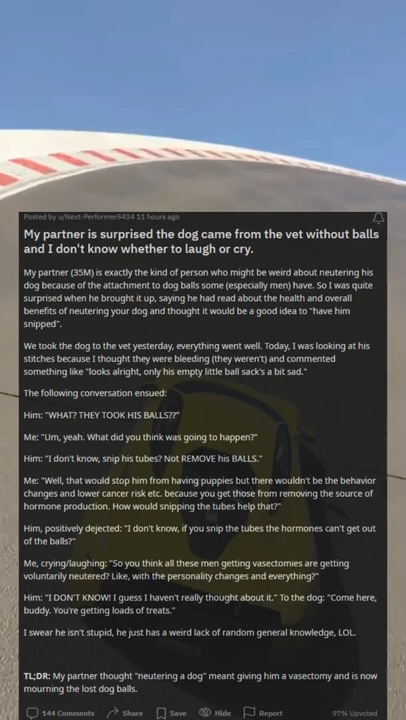 Posted by u/Next-Performer5434 11 hours ago
My partner is surprised the dog came from the vet without balls
and I don't know whether to laugh or cry.
My partner (35M) is exactly the kind of person who might be weird about neutering his
dog because of the attachment to dog balls some (especially men) have. So I was quite
surprised when he brought it up, saying he had read about the health and overall
benefits of neutering your dog and thought it would be a good idea to "have him
snipped".
We took the dog to the vet yesterday, everything went well. Today, I was looking at his
stitches because I thought they were bleeding (they weren't) and commented
something like "looks alright, only his empty little ball sack's a bit sad."
The following conversation ensued:
Him: "WHAT? THEY TOOK HIS BALLS??"
Me: "Um, yeah. What did you think was going to happen?"
Him: "I don't know, snip his tubes? Not REMOVE his BALLS."
Me: "Well, that would stop him from having puppies but there wouldn't be the behavior
changes and lower cancer risk etc. because you get those from removing the source of
hormone production. How would snipping the tubes help that?"
Him, positively dejected: "I don't know, if you snip the tubes the hormones can't get out
of the balls?"
Me, crying/laughing: "So you think all these men getting vasectomies are getting
voluntarily neutered? Like, with the personality changes and everything?"
Him: "I DON'T KNOW! I guess I haven't really thought about it." To the dog: "Come here,
buddy. You're getting loads of treats."
I swear he isn't stupid, he just has a weird lack of random general knowledge, LOL.
TL;DR: My partner thought "neutering a dog" meant giving him a vasectomy and is now
mourning the lost dog balls.
144 Comments Share Save Hide Report 97% Upvoted